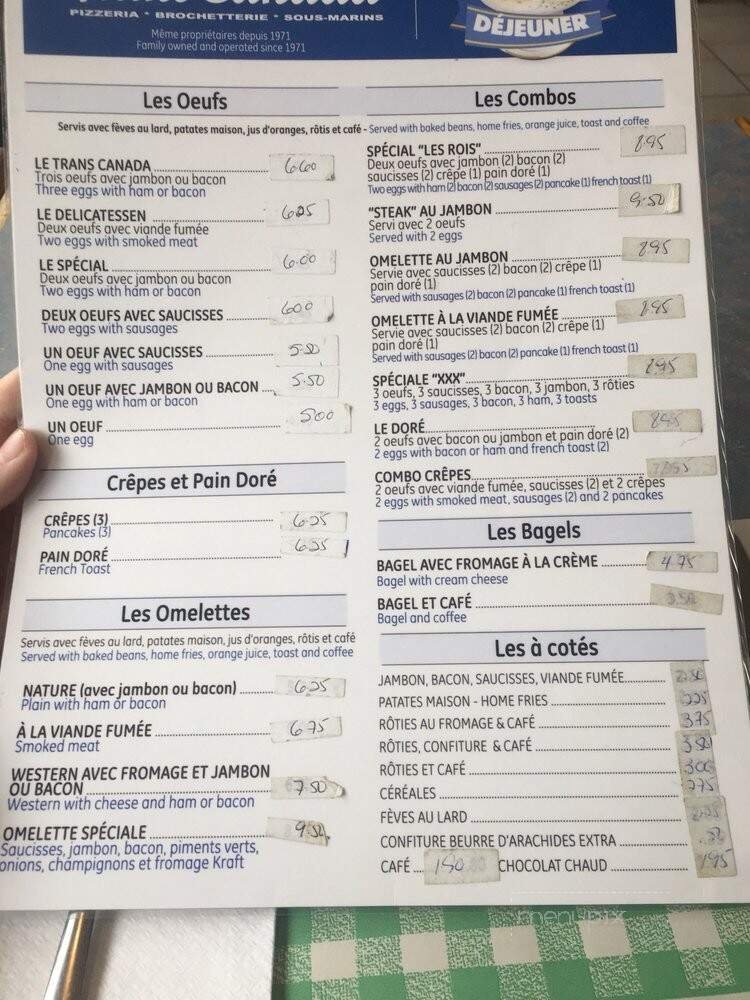 PIZZERIA • BROCHETTERIE • SOUS-MARINS
Même propriétaires depuis 1971
Family owned and operated since 1971
DÉJEUNER
Les Oeufs
Les Combos
Servis avec fèves au lard, patates maison, jus d'oranges, rôtis et café - Served with baked beans, home fries, orange juice, toast and coffee
LE TRANS CANADA 6.60
Trois oeufs avec jambon ou bacon
Three eggs with ham or bacon
LE DELICATESSEN 6.25
Deux oeufs avec viande fumée
Two eggs with smoked meat
LE SPÉCIAL 6.00
Deux oeufs avec jambon ou bacon
Two eggs with ham or bacon
DEUX OEUFS AVEC SAUCISSES 600
Two eggs with sausages
UN OEUF AVEC SAUCISSES 5.50
One egg with sausages
UN OEUF AVEC JAMBON OU BACON 5.50
One egg with ham or bacon
UN OEUF 500
One egg
Crêpes et Pain Doré
CRÊPES (3) 6.25
Pancakes (3)
PAIN DORÉ 6.25
French Toast
Les Omelettes
Servis avec fèves au lard, patates maison, jus d'oranges, rôtis et café
Served with baked beans, home fries, orange juice, toast and coffee
NATURE (avec jambon ou bacon) 6.25
Plain with ham or bacon
À LA VIANDE FUMÉE 6.75
Smoked meat
WESTERN AVEC FROMAGE ET JAMBON
OU BACON 7.50
Western with cheese and ham or bacon
OMELETTE SPÉCIALE 9.50
Saucisses, jambon, bacon, piments verts,
onions, champignons et fromage Kraft
SPÉCIAL "LES ROIS" 8.95
Deux oeufs avec jambon (2) bacon (2)
saucisses (2) crêpe (1) pain doré (1)
Two eggs with ham (2) bacon (2) sausages (2) pancake (1) french toast (1)
"STEAK" AU JAMBON 9.50
Servi avec 2 oeufs
Served with 2 eggs
OMELETTE AU JAMBON 8.95
Servie avec saucisses (2) bacon (2) crêpe (1)
pain doré (1)
Served with sausages (2) bacon (2) pancake (1) french toast (1)
OMELETTE À LA VIANDE FUMÉE
Servie avec saucisses (2) bacon (2) crêpe (1)
pain doré (1)
Served with sausages (2) bacon (2) pancake (1) french toast (1)
SPÉCIALE "XXX"
3 oeufs, 3 saucisses, 3 bacon, 3 jambon, 3 rôties
3 eggs, 3 sausages, 3 bacon, 3 ham, 3 toasts
LE DORÉ
2 oeufs avec bacon ou jambon et pain doré (2)
2 eggs with bacon or ham and french toast (2)
COMBO CRÊPES
2 oeufs avec viande fumée, saucisses (2) et 2 crêpes
2 eggs with smoked meat, sausages (2) and 2 pancakes
Les Bagels
BAGEL AVEC FROMAGE À LA CRÈME 4.75
Bagel with cream cheese
BAGEL ET CAFÉ 3.50
Bagel and coffee
Les à cotés
JAMBON, BACON, SAUCISSES, VIANDE FUMÉE
PATATES MAISON - HOME FRIES 2.25
RÔTIES AU FROMAGE & CAFÉ 3.75
RÔTIES, CONFITURE & CAFÉ 3.50
RÔTIES ET CAFÉ 3.00
CÉRÉALES 2.75
FÈVES AU LARD
CONFITURE BEURRE D'ARACHIDES EXTRA
CAFÉ 1.50 CHOCOLAT CHAUD 1.95
menupix